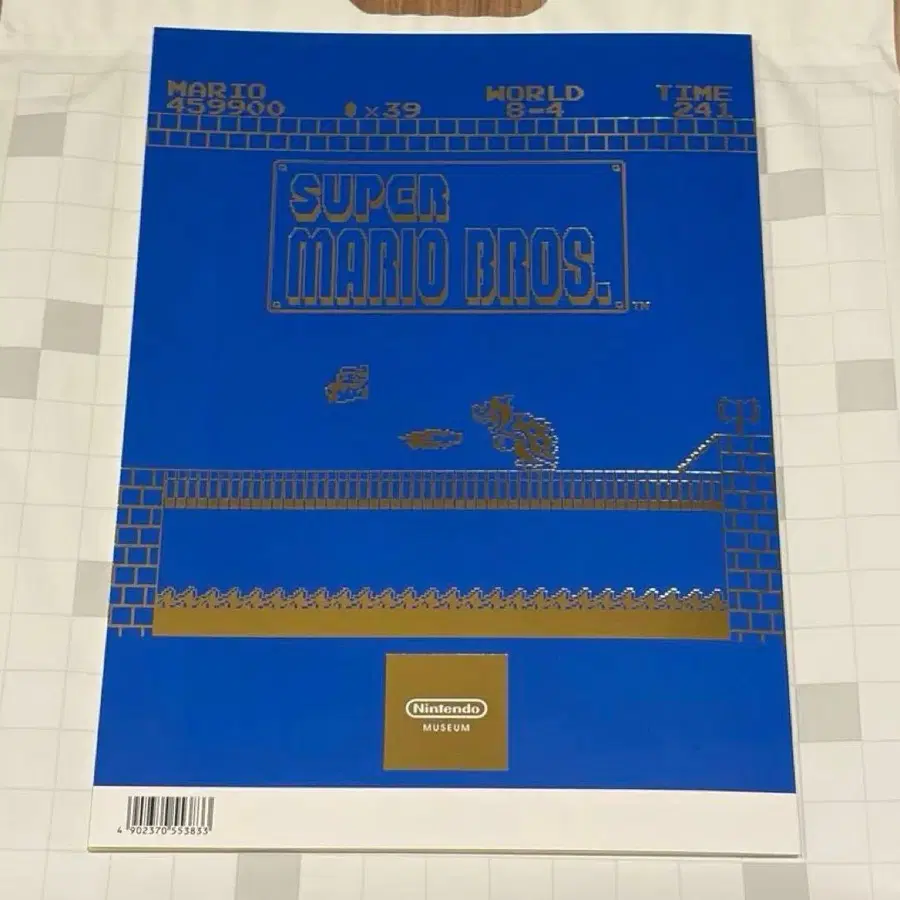 MARIO WORLD TIME
459900 ×39 8-4 241
SUPER
MARIO BROS.
TM
Nintendo
MUSEUM
4 902370 553833